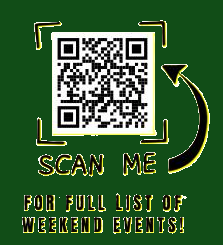 SCAN ME
FOR FULL LIST OF
WEEKEND EVENTS!